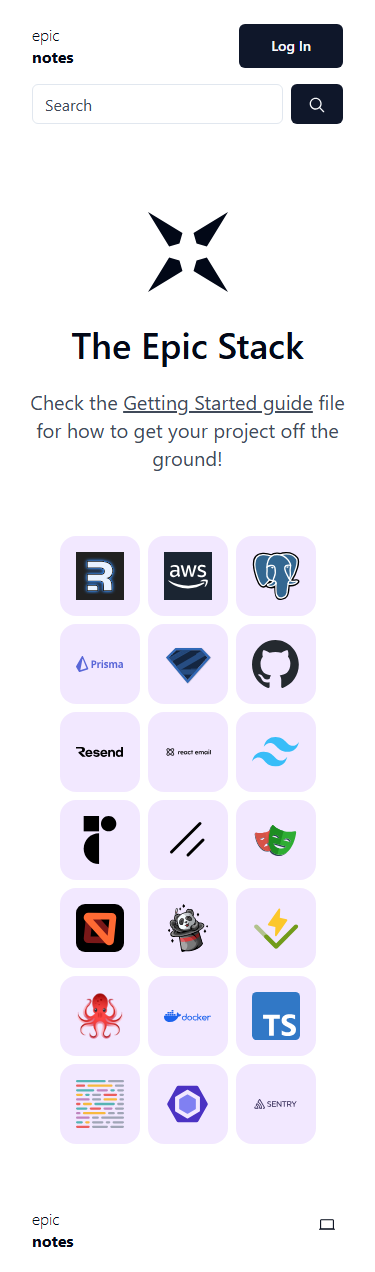 epic
notes
Log In
Search
The Epic Stack
Check the Getting Started guide file
for how to get your project off the
ground!
R
aws
Prisma
Resend
react email
docker
TS
SENTRY
epic
notes